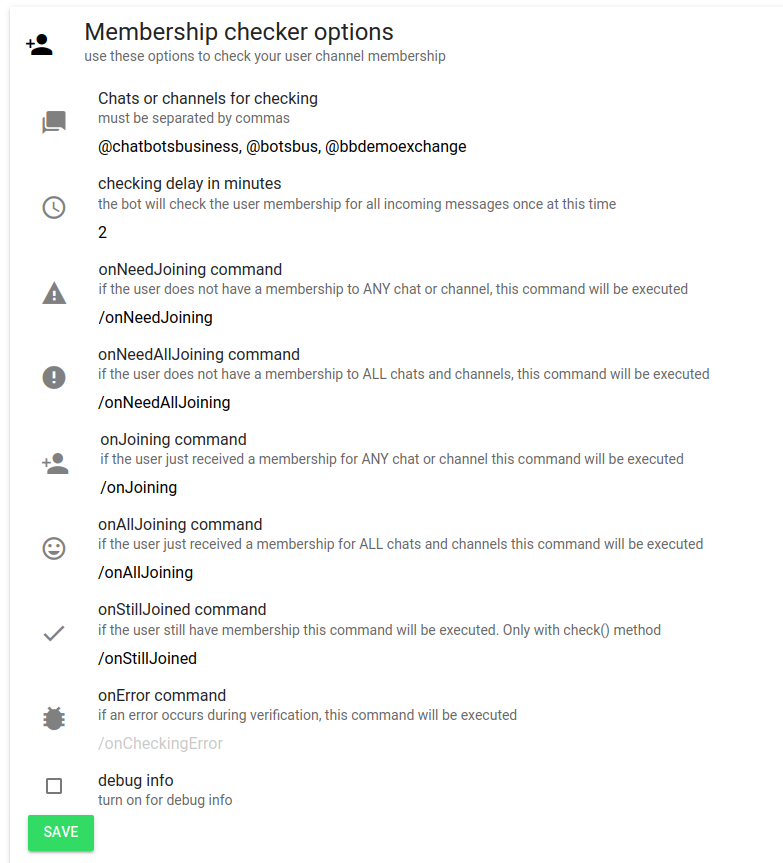 Membership checker options
use these options to check your user channel membership
Chats or channels for checking
must be separated by commas
@chatbotsbusiness, @botsbus, @bbdemoexchange
checking delay in minutes
the bot will check the user membership for all incoming messages once at this time
2
onNeedJoining command
if the user does not have a membership to ANY chat or channel, this command will be executed
/onNeedJoining
onNeedAllJoining command
if the user does not have a membership to ALL chats and channels, this command will be executed
/onNeedAllJoining
onJoining command
if the user just received a membership for ANY chat or channel this command will be executed
/onJoining
onAllJoining command
if the user just received a membership for ALL chats and channels this command will be executed
/onAllJoining
onStillJoined command
if the user still have membership this command will be executed. Only with check() method
/onStillJoined
onError command
if an error occurs during verification, this command will be executed
/onCheckingError
debug info
turn on for debug info
SAVE